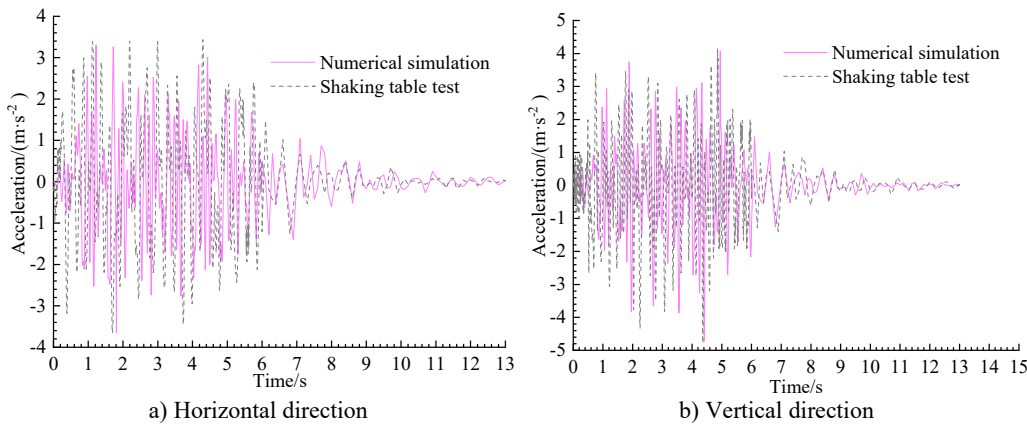 4
3
2
1
0
-1
-2
-3
-4
Acceleration/(m·s-2)
Numerical simulation
Shaking table test
0 1 2 3 4 5 6 7 8 9 10 11 12 13
Time/s
a) Horizontal direction
5
4
3
2
1
0
-1
-2
-3
-4
-5
Acceleration/(m·s-2)
Numerical simulation
Shaking table test
0 1 2 3 4 5 6 7 8 9 10 11 12 13 14 15
Time/s
b) Vertical direction